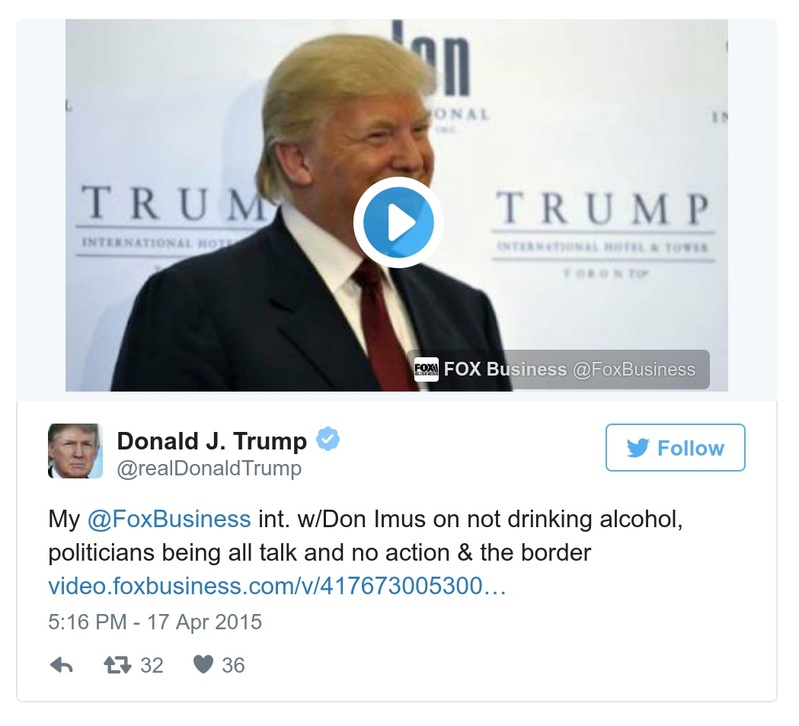 TRUM
INTERNATIONAL
ONAL
INC.
TRUMP
INTERNATIONAL HOTEL & TOWER
TORONTO
FOX Business @FoxBusiness
Donald J. Trump
@realDonaldTrump
Follow
My @FoxBusiness int. w/Don Imus on not drinking alcohol,
politicians being all talk and no action & the border
video.foxbusiness.com/v/417673005300…
5:16 PM - 17 Apr 2015
32 36